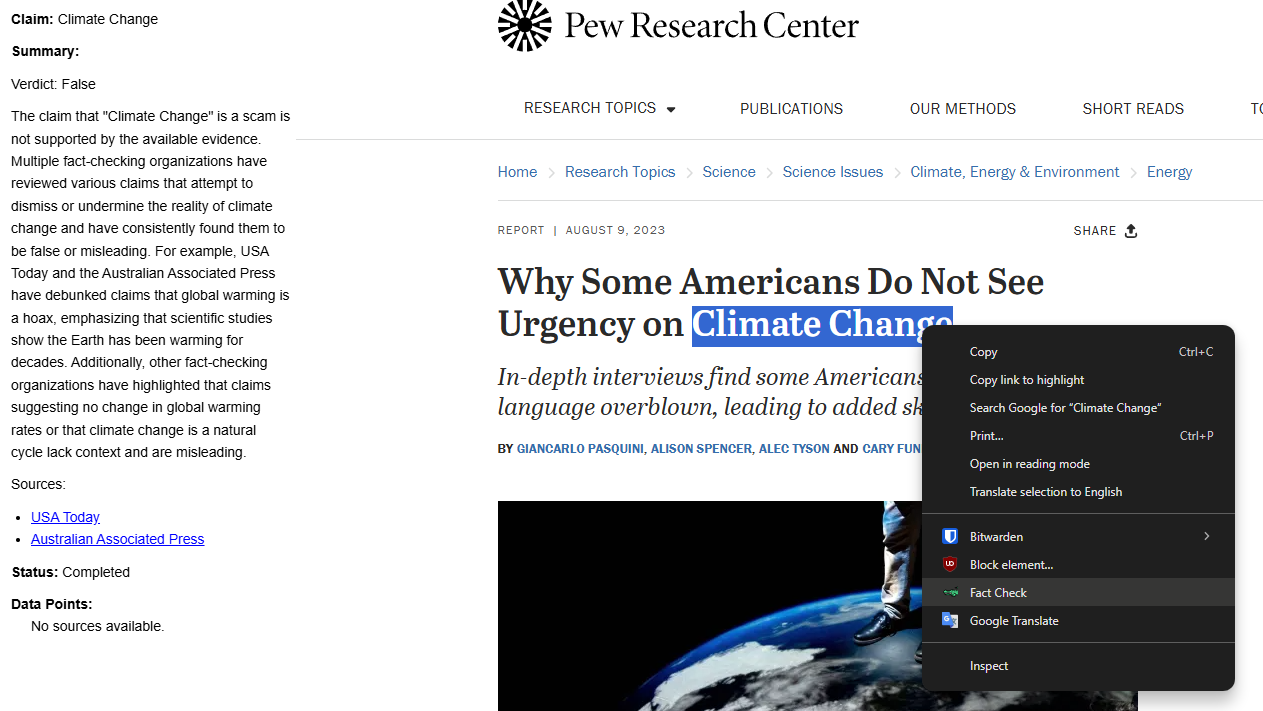 Claim: Climate Change
Summary:
Verdict: False
The claim that "Climate Change" is a scam is
not supported by the available evidence.
Multiple fact-checking organizations have
reviewed various claims that attempt to
dismiss or undermine the reality of climate
change and have consistently found them to
be false or misleading. For example, USA
Today and the Australian Associated Press
have debunked claims that global warming is
a hoax, emphasizing that scientific studies
show the Earth has been warming for
decades. Additionally, other fact-checking
organizations have highlighted that claims
suggesting no change in global warming
rates or that climate change is a natural
cycle lack context and are misleading.
Sources:
• USA Today
• Australian Associated Press
Status: Completed
Data Points:
No sources available.
Pew Research Center
RESEARCH TOPICS PUBLICATIONS OUR METHODS SHORT READS
Home > Research Topics > Science > Science Issues > Climate, Energy & Environment > Energy
REPORT | AUGUST 9, 2023
SHARE
Why Some Americans Do Not See
Urgency on Climate Change
In-depth interviews find some Americans
language overblown, leading to added
BY GIANCARLO PASQUINI, ALISON SPENCER, ALEC TYSON AND CARY FUN
Copy Ctrl+C
Copy link to highlight
Search Google for “Climate Change”
Print... Ctrl+P
Open in reading mode
Translate selection to English
Bitwarden
Block element...
Fact Check
Google Translate
Inspect